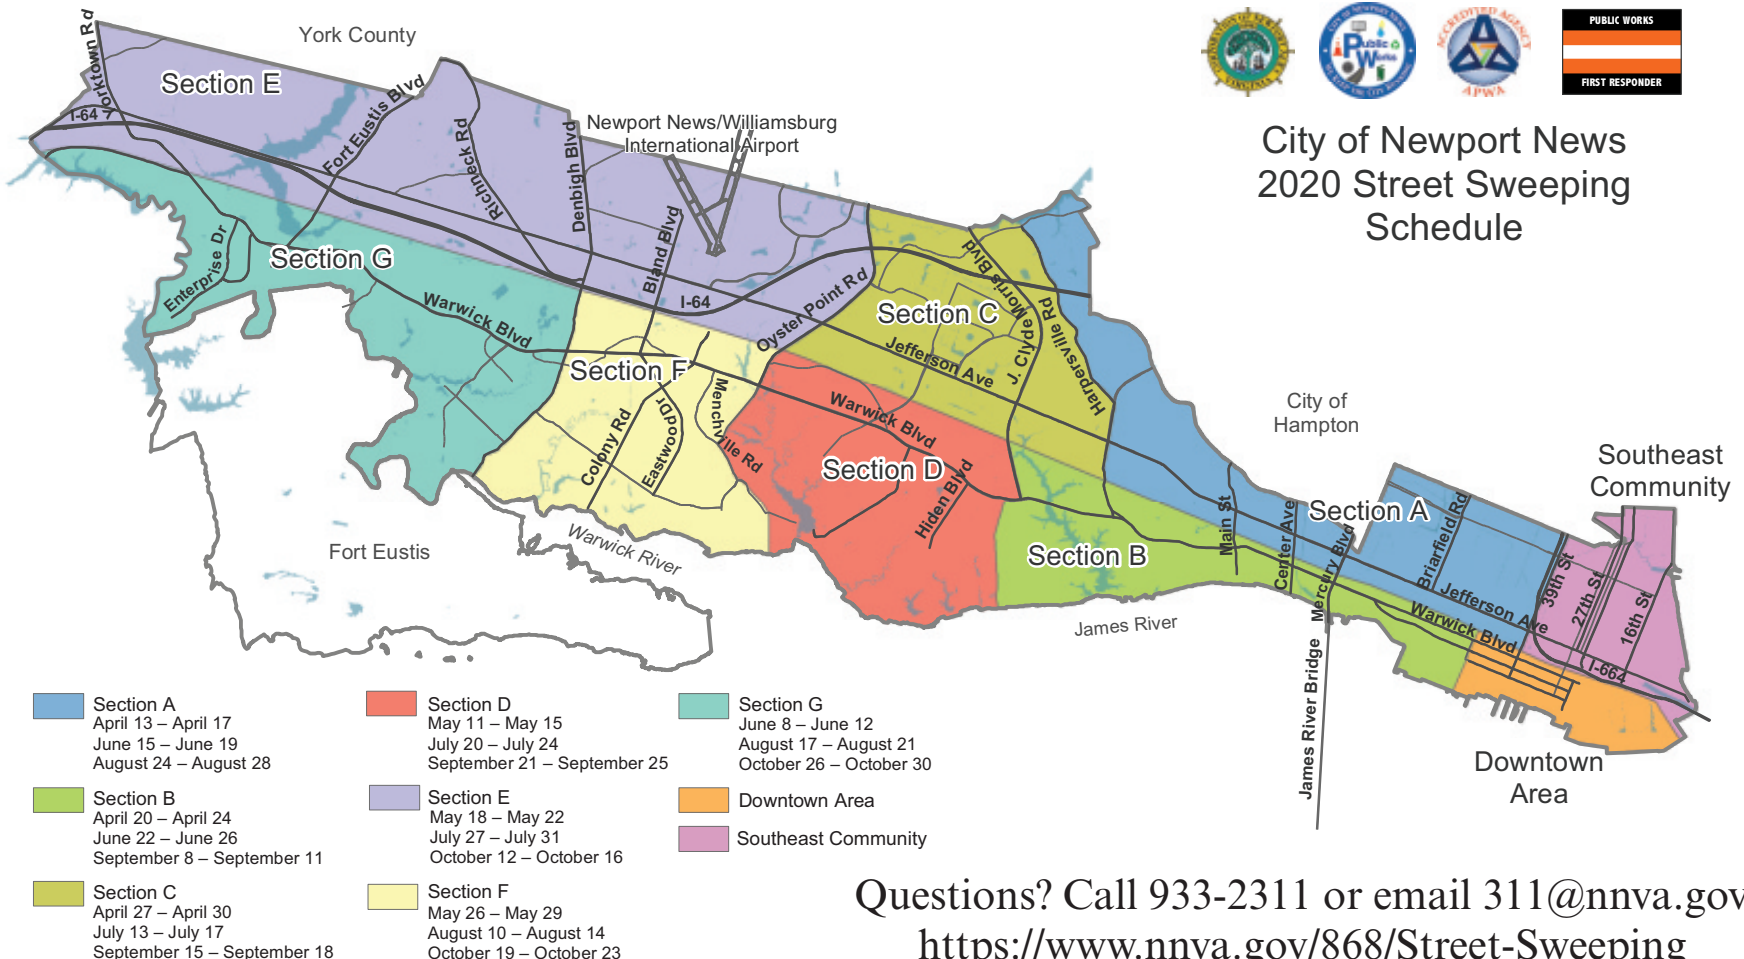 York County
Yorktown Rd
Section E
I-64
Fort Eustis Blvd
Richneck Rd
Denbigh Blvd
Newport News/Williamsburg
International Airport
Bland Blvd
I-64
Oyster Point Rd
Enterprise Dr
Section G
Warwick Blvd
Section F
Colony Rd
Eastwood Dr
Menchville Rd
Section C
Jefferson Ave
J. Clyde Morris Blvd
Harpersville Rd
Warwick Blvd
Section D
Hiden Blvd
Section B
Fort Eustis
Warwick River
James River
City of
Hampton
Main St
Center Ave
Section A
Mercury Blvd
Briarfield Rd
Jefferson Ave
Warwick Blvd
39th St
27th St
16th St
I-664
James River Bridge
Southeast
Community
Downtown
Area
Public
Works
ACCREDITED AGENCY
APWA
PUBLIC WORKS
FIRST RESPONDER
City of Newport News
2020 Street Sweeping
Schedule
Section A
April 13 – April 17
June 15 – June 19
August 24 – August 28
Section B
April 20 – April 24
June 22 – June 26
September 8 – September 11
Section C
April 27 – April 30
July 13 – July 17
September 15 – September 18
Section D
May 11 – May 15
July 20 – July 24
September 21 – September 25
Section E
May 18 – May 22
July 27 – July 31
October 12 – October 16
Section F
May 26 – May 29
August 10 – August 14
October 19 – October 23
Section G
June 8 – June 12
August 17 – August 21
October 26 – October 30
Downtown Area
Southeast Community
Questions? Call 933-2311 or email 311@nnva.gov
https://www.nnva.gov/868/Street-Sweeping